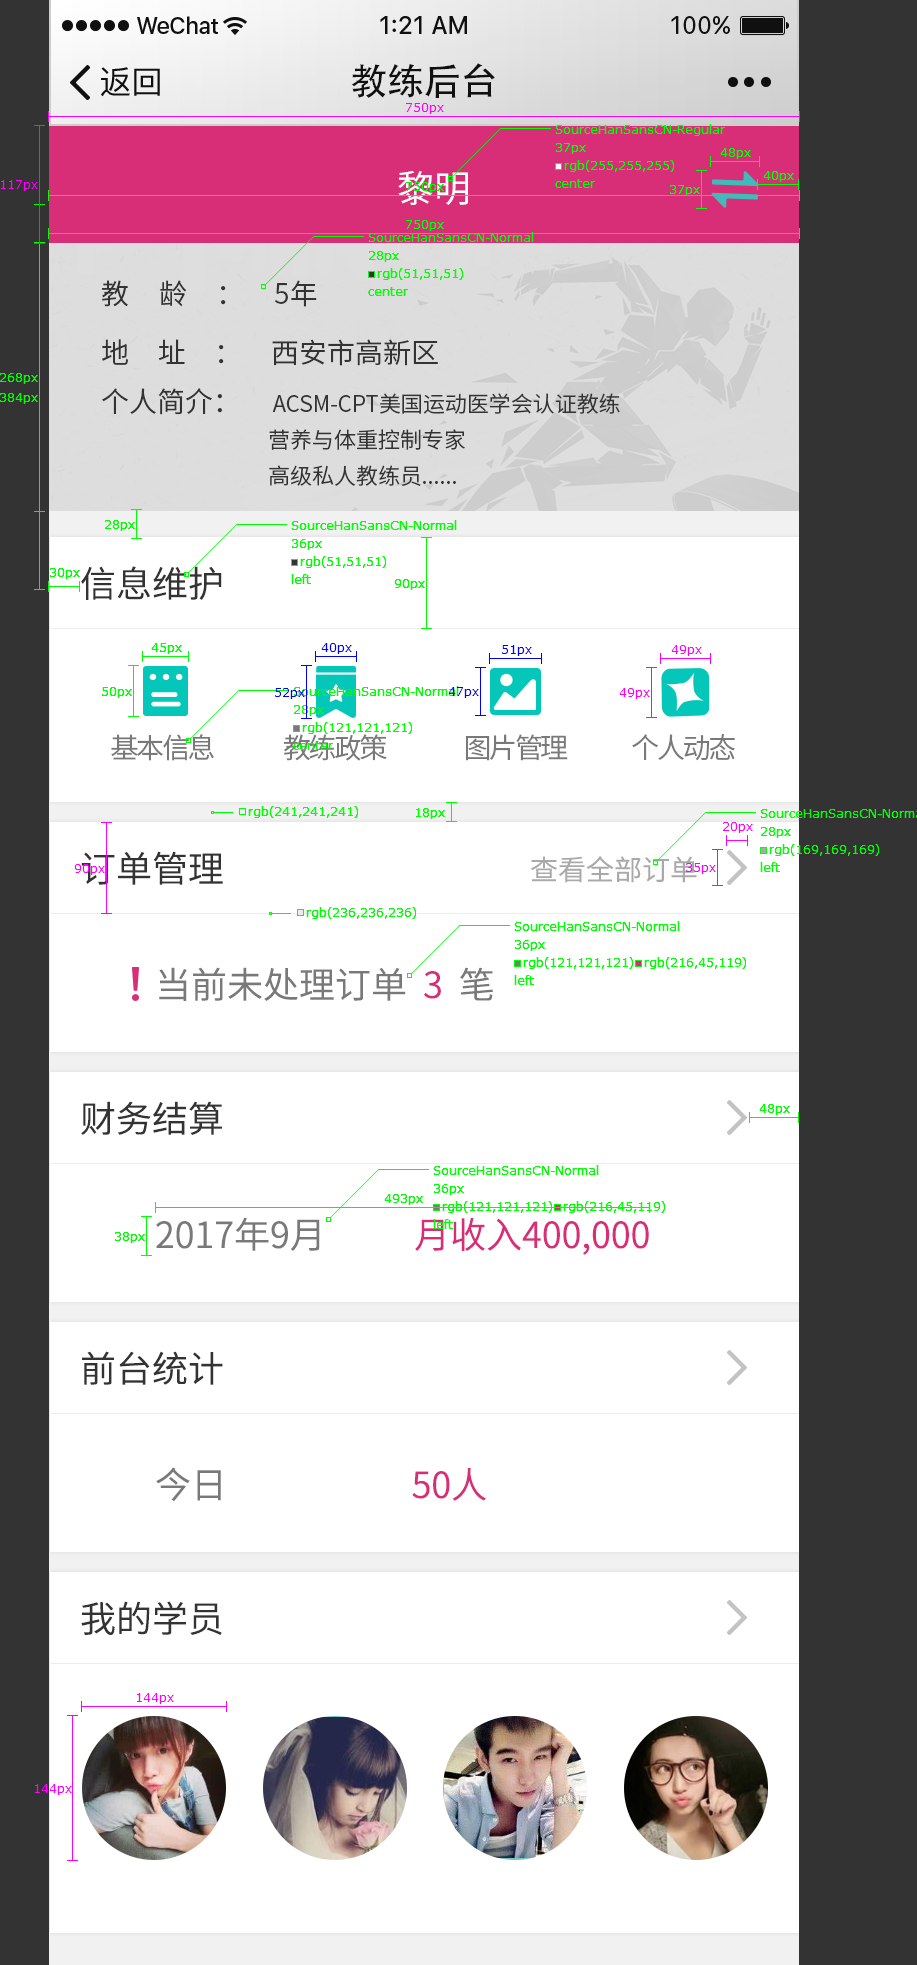 ●●●●● WeChat 1:21 AM 100%
返回 教练后台 •••
750px
SourceHanSansCN-Regular
37px
rgb(255,255,255)
center
48px
40px
37px
117px
黎明
750px
SourceHanSansCN-Normal
28px
rgb(51,51,51)
center
教 龄 : 5年
地 址 : 西安市高新区
268px
384px
个人简介: ACSM-CPT美国运动医学会认证教练
营养与体重控制专家
高级私人教练员......
28px
SourceHanSansCN-Normal
36px
rgb(51,51,51)
left
30px
90px
信息维护
45px
40px
51px
49px
50px
52px
47px
49px
SourceHanSansCN-Normal
28px
rgb(121,121,121)
center
基本信息 教练政策 图片管理 个人动态
rgb(241,241,241)
18px
SourceHanSansCN-Norma
28px
rgb(169,169,169)
left
20px
35px
90px
订单管理 查看全部订单
rgb(236,236,236)
SourceHanSansCN-Normal
36px
rgb(121,121,121) rgb(216,45,119)
left
! 当前未处理订单 3 笔
财务结算
48px
SourceHanSansCN-Normal
36px
rgb(121,121,121) rgb(216,45,119)
left
493px
38px
2017年9月 月收入400,000
前台统计
今日 50人
我的学员
144px
144px